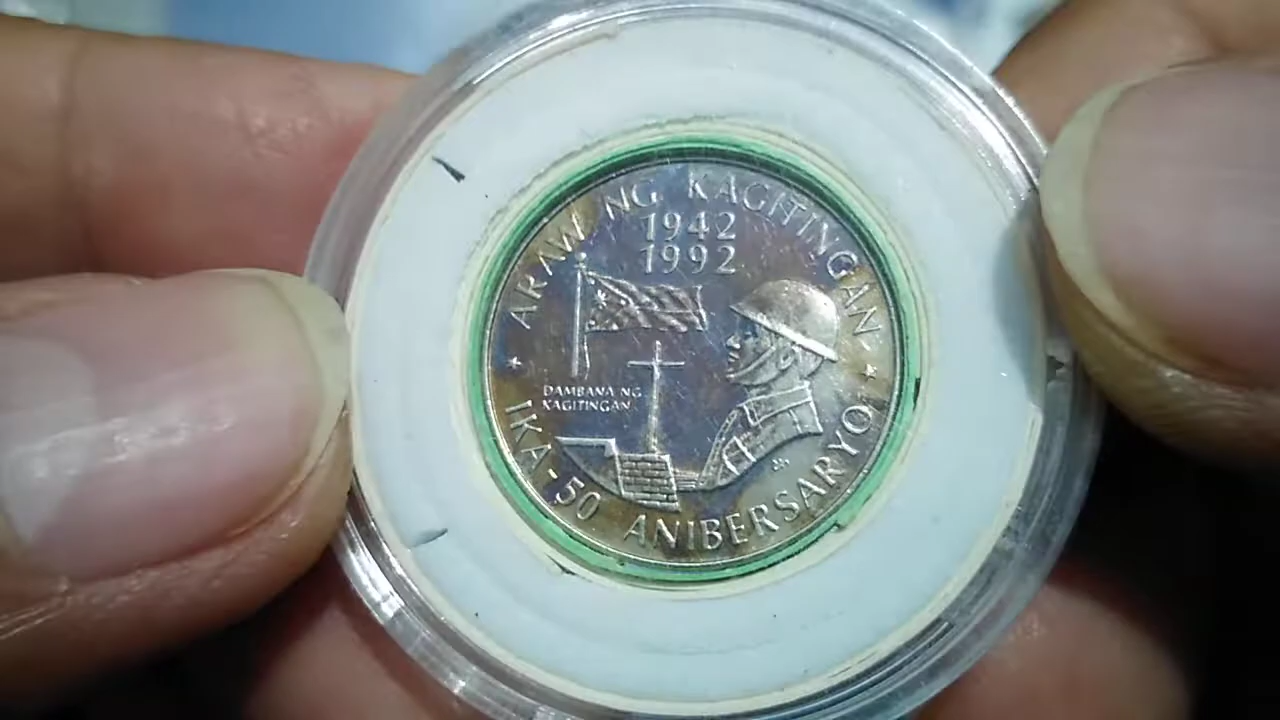 ARAW NG KAGITINGAN
1942
1992
DAMBANA NG
KAGITINGAN
IKA-50 ANIBERSARYO